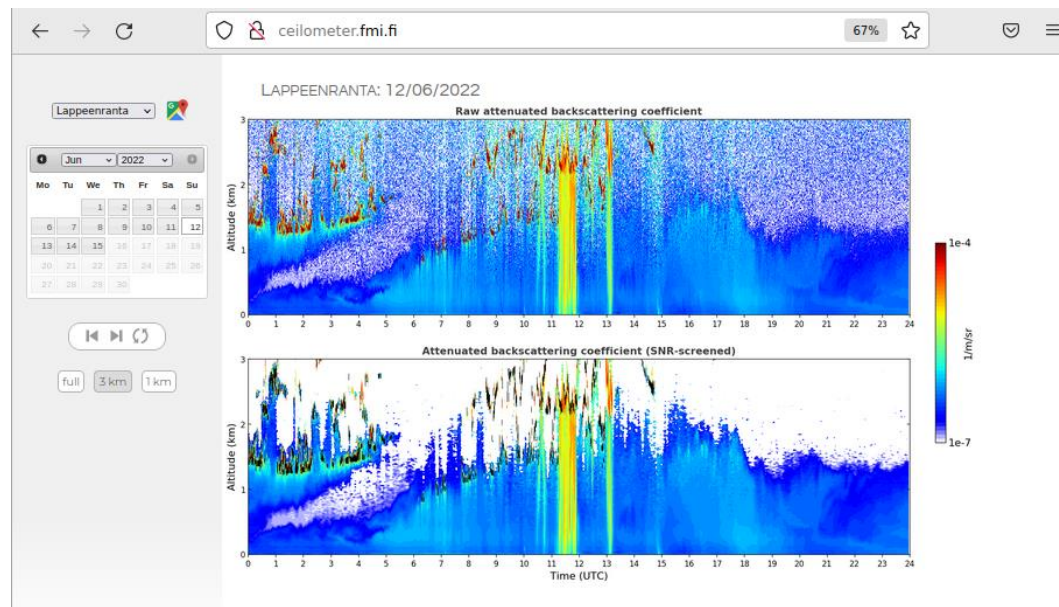 ceilometer.fmi.fi
67%
Lappeenranta
LAPPEENRANTA: 12/06/2022
Jun 2022
Mo Tu We Th Fr Sa Su
1 2 3 4 5
6 7 8 9 10 11 12
13 14 15 16 17 18 19
20 21 22 23 24 25 26
27 28 29 30
full 3 km 1 km
Raw attenuated backscattering coefficient
Altitude (km)
3
2
1
0
0 1 2 3 4 5 6 7 8 9 10 11 12 13 14 15 16 17 18 19 20 21 22 23 24
Attenuated backscattering coefficient (SNR-screened)
Altitude (km)
3
2
1
0
0 1 2 3 4 5 6 7 8 9 10 11 12 13 14 15 16 17 18 19 20 21 22 23 24
Time (UTC)
1e-4
1/m/sr
1e-7